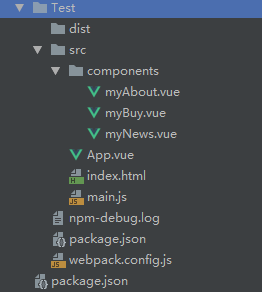 Test
dist
src
components
myAbout.vue
myBuy.vue
myNews.vue
App.vue
index.html
main.js
npm-debug.log
package.json
webpack.config.js
package.json